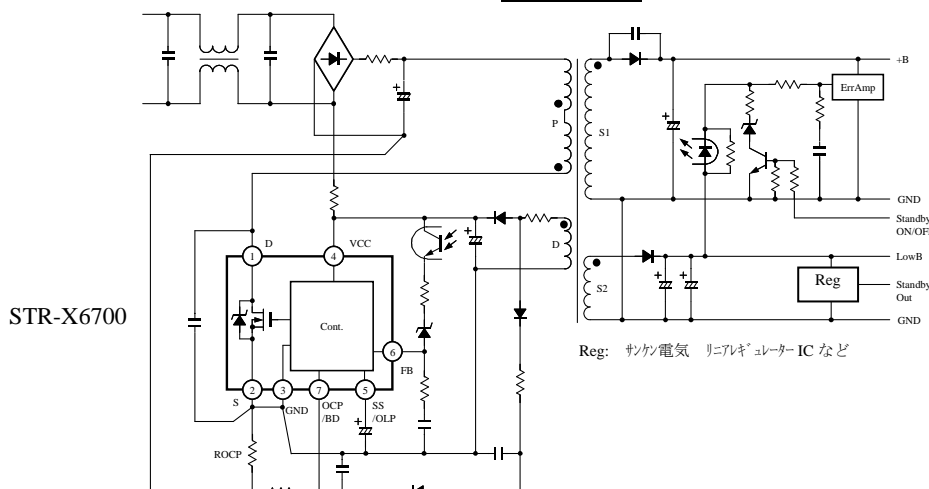 +B
ErrAmp
P
S1
GND
Standby
ON/OFF
D
VCC
D
LowB
1
4
S2
Reg
Standby
Out
STR-X6700
Cont.
GND
6
FB
Reg: サンケン電気 リニアレギュレーター IC など
2
3
7
5
S
GND
OCP
/BD
SS
/OLP
ROCP